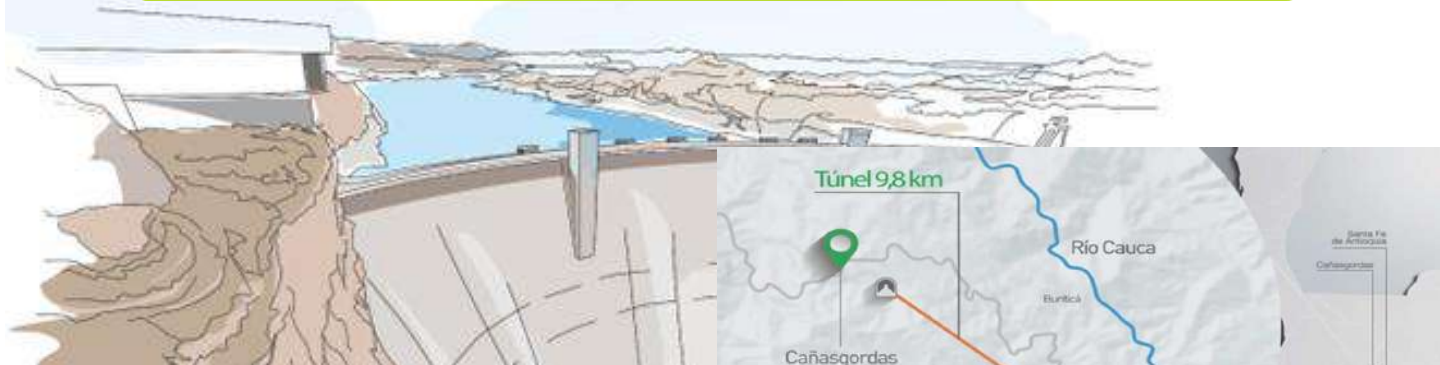 Túnel 9,8 km
Río Cauca
Buriticá
Cañasgordas
Santa Fe
de Antioquia
Cañasgordas